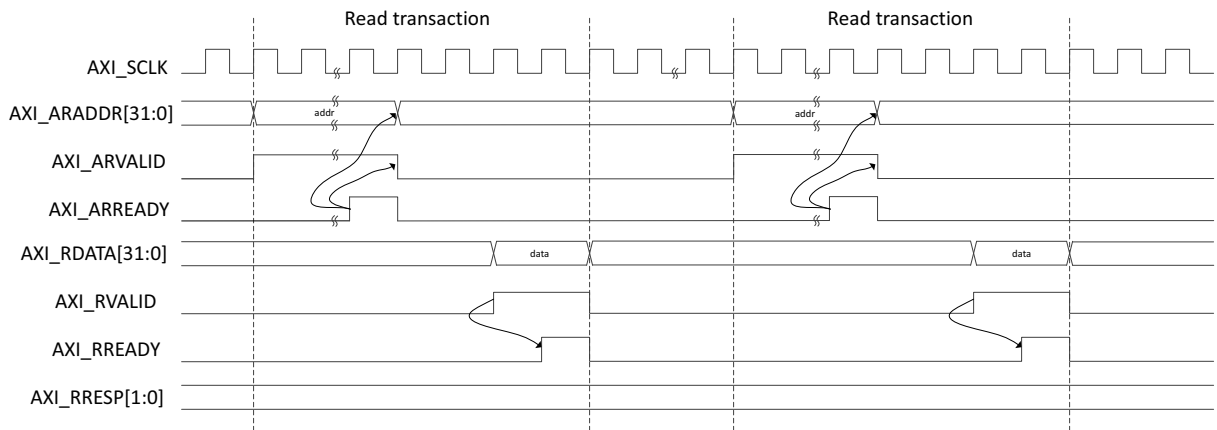 Read transaction Read transaction
AXI_SCLK
AXI_ARADDR[31:0] addr addr
AXI_ARVALID
AXI_ARREADY
AXI_RDATA[31:0] data data
AXI_RVALID
AXI_RREADY
AXI_RRESP[1:0]